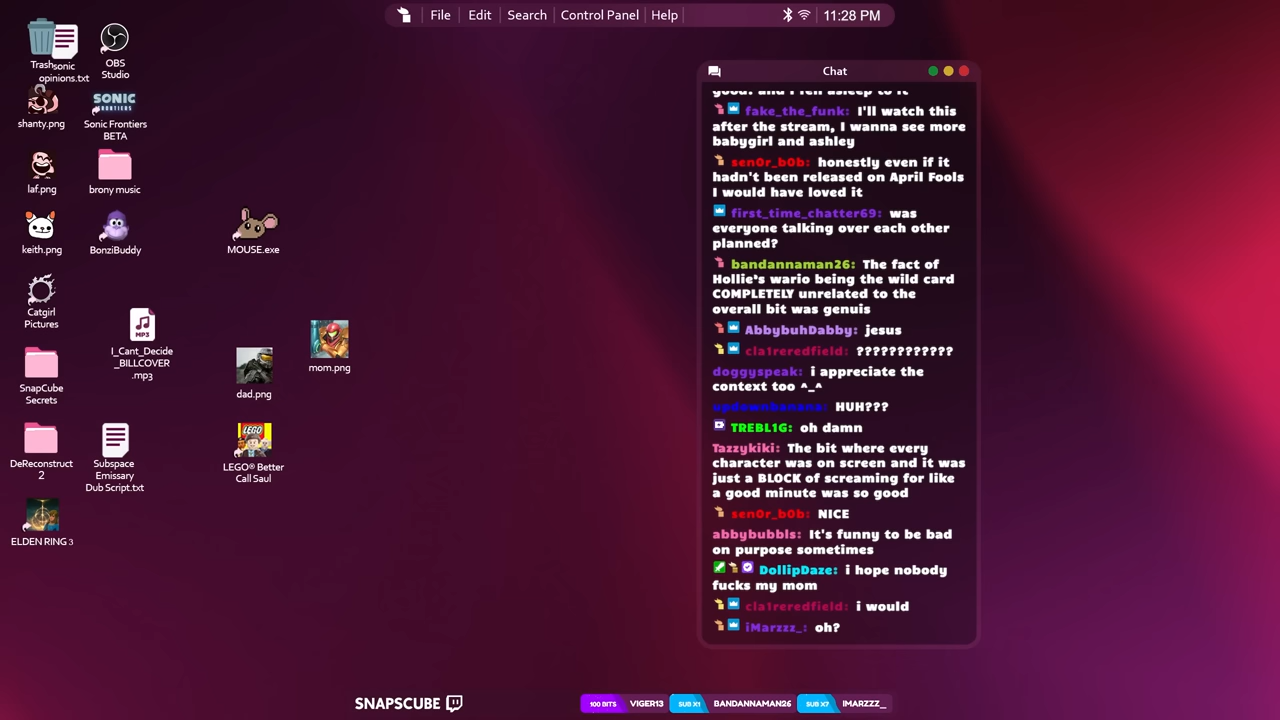 File Edit Search Control Panel Help 11:28 PM
Trash
sonic
opinions.txt
OBS
Studio
shanty.png
SONIC
FRONTIERS
Sonic Frontiers
BETA
laf.png
brony music
keith.png
BonziBuddy
MOUSE.exe
Catgirl
Pictures
MP3
I_Cant_Decide
_BILLCOVER
.mp3
mom.png
dad.png
SnapCube
Secrets
DeReconstruct
2
Subspace
Emissary
Dub Script.txt
LEGO
LEGO® Better
Call Saul
ELDEN RING 3
Chat
good. and i fell asleep to it
fake_the_funk: I'll watch this
after the stream, I wanna see more
babygirl and ashley
sen0r_b0b: honestly even if it
hadn't been released on April Fools
I would have loved it
first_time_chatter69: was
everyone talking over each other
planned?
bandannaman26: The fact of
Hollie's wario being the wild card
COMPLETELY unrelated to the
overall bit was genuis
AbbybuhDabby: jesus
cla1reredfield: ????????????
doggyspeak: i appreciate the
context too ^_^
updownbanana: HUH???
TREBL1G: oh damn
Tazzykiki: The bit where every
character was on screen and it was
just a BLOCK of screaming for like
a good minute was so good
sen0r_b0b: NICE
abbybubbls: It's funny to be bad
on purpose sometimes
DollipDaze: i hope nobody
fucks my mom
cla1reredfield: i would
iMarzzz_: oh?
SNAPSCUBE
100 BITS VIGER13 SUB X1 BANDANNAMAN26 SUB X7 IMARZZZ_